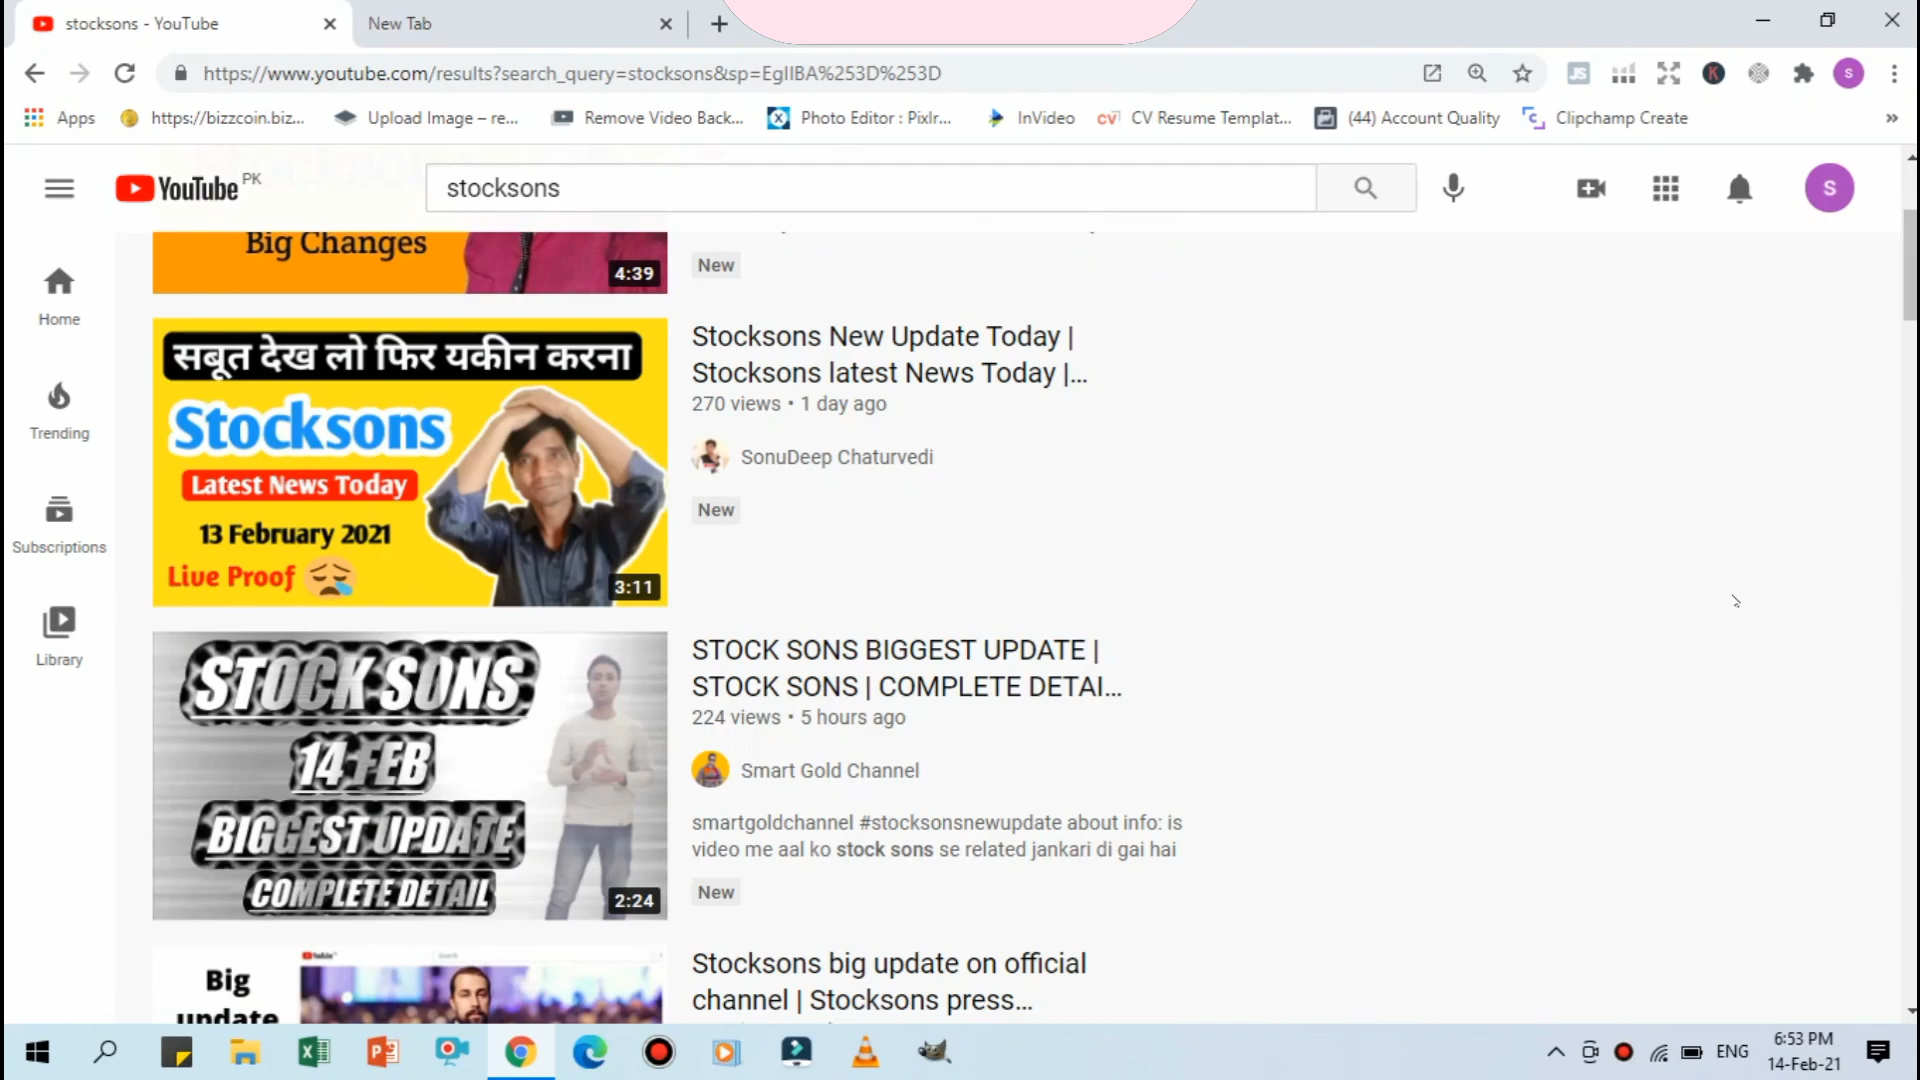 stocksons - YouTube
New Tab
https://www.youtube.com/results?search_query=stocksons&sp=EgIIBA%253D%253D
JS
K
S
Apps
https://bizzcoin.biz...
Upload Image – re...
Remove Video Back...
Photo Editor : Pixlr...
InVideo
CV Resume Templat...
(44) Account Quality
Clipchamp Create
YouTube PK
stocksons
S
Home
Trending
Subscriptions
Library
Big Changes
4:39
New
सबूत देख लो फिर यकीन करना
Stocksons
Latest News Today
13 February 2021
Live Proof
3:11
Stocksons New Update Today |
Stocksons latest News Today |...
270 views • 1 day ago
SonuDeep Chaturvedi
New
STOCK SONS
14 FEB
BIGGEST UPDATE
COMPLETE DETAIL
2:24
STOCK SONS BIGGEST UPDATE |
STOCK SONS | COMPLETE DETAI...
224 views • 5 hours ago
Smart Gold Channel
smartgoldchannel #stocksonsnewupdate about info: is
video me aal ko stock sons se related jankari di gai hai
New
Big
update
Stocksons big update on official
channel | Stocksons press...
ENG
6:53 PM
14-Feb-21